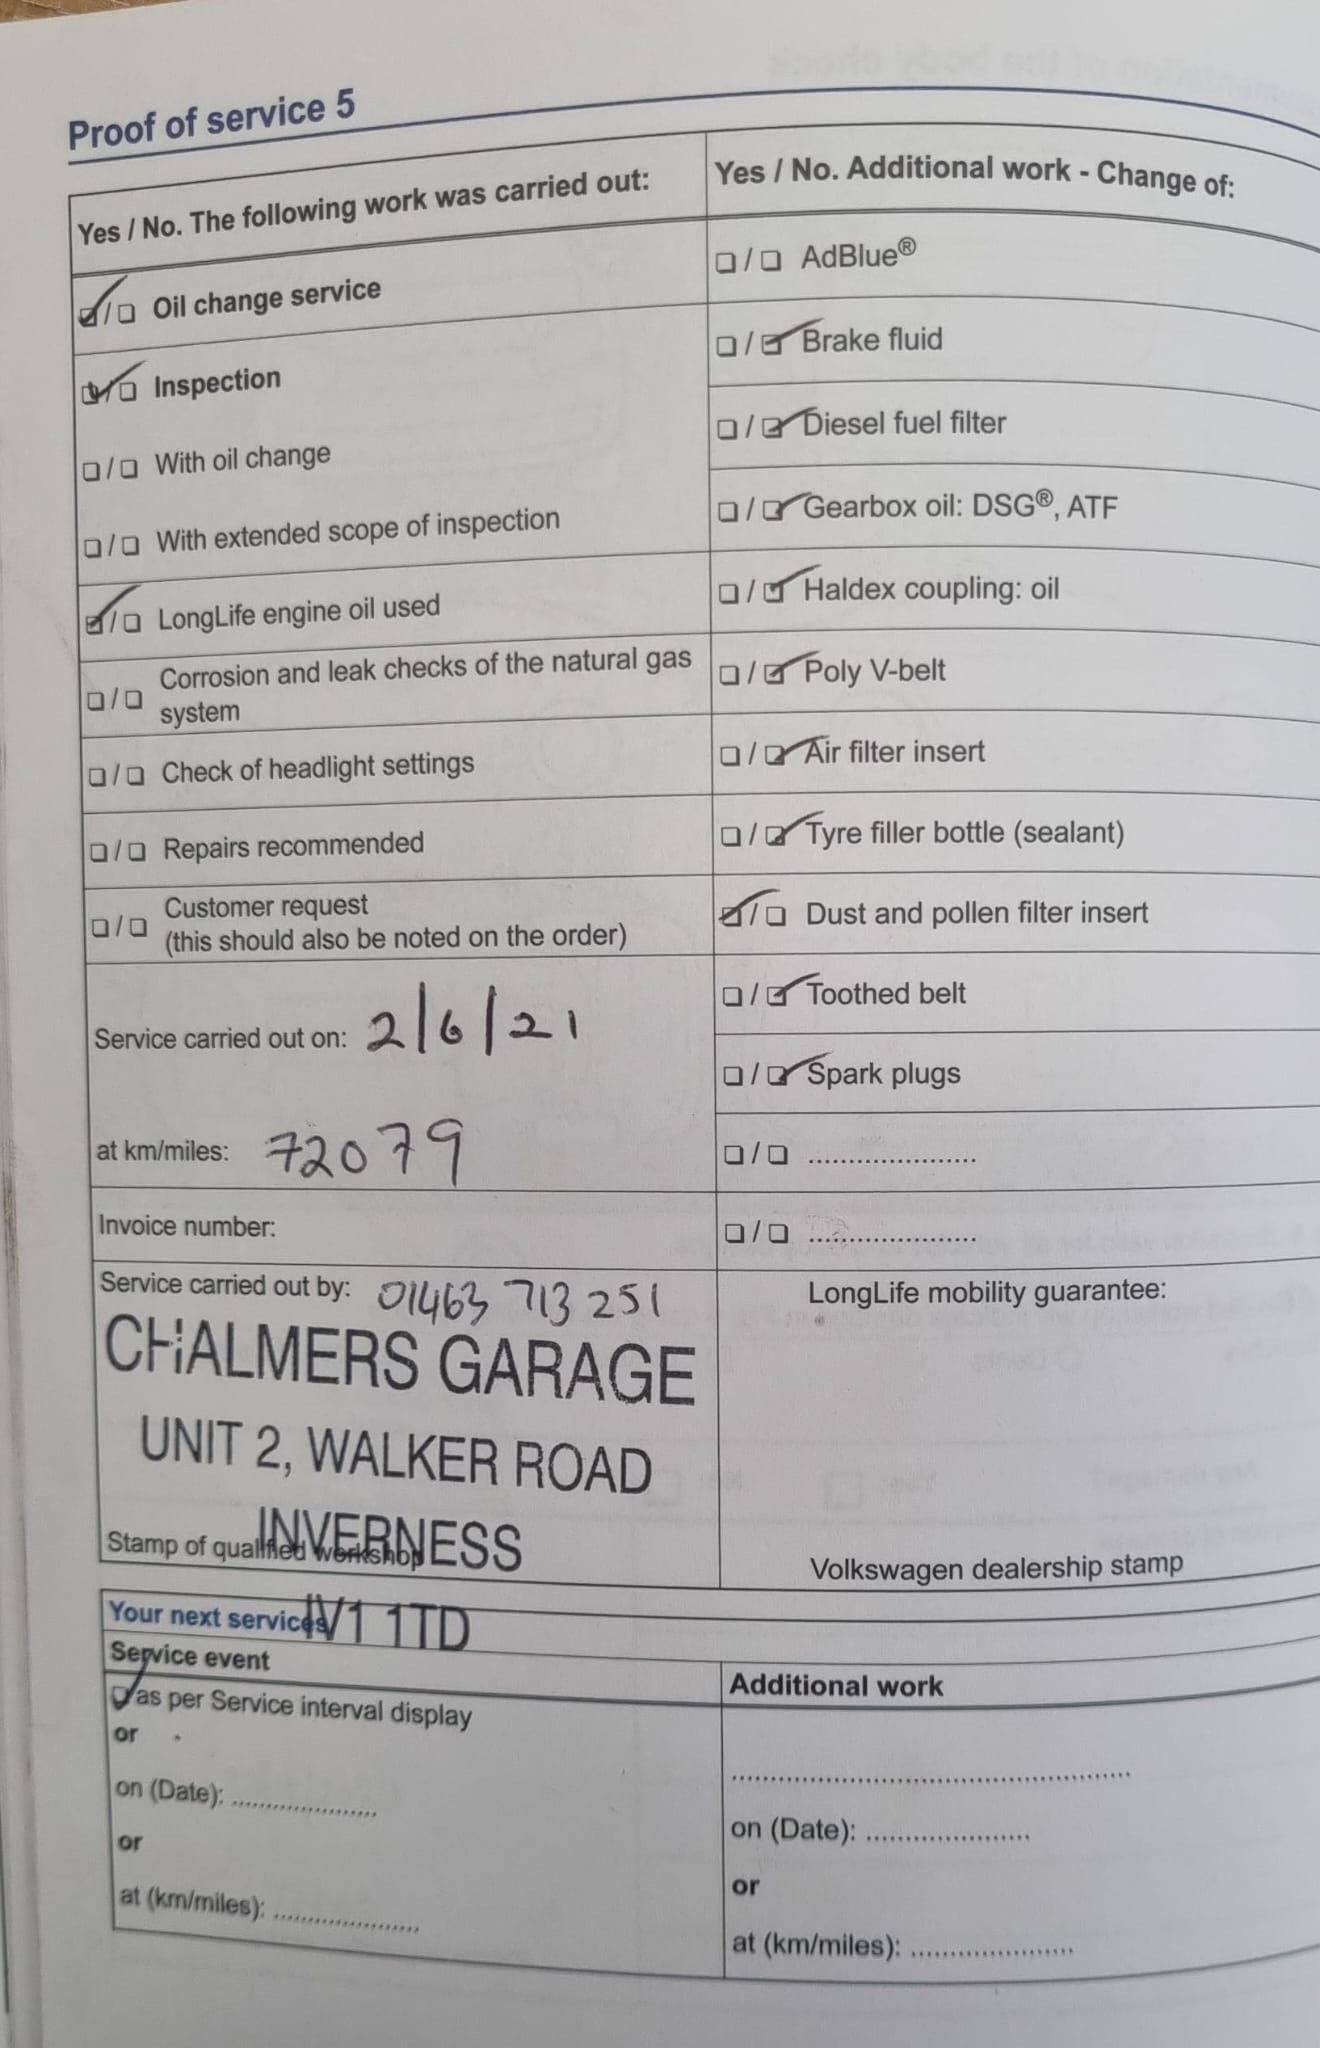 Proof of service 5
Yes / No. The following work was carried out:
Oil change service
Inspection
With oil change
With extended scope of inspection
LongLife engine oil used
Corrosion and leak checks of the natural gas
system
Check of headlight settings
Repairs recommended
Customer request
(this should also be noted on the order)
Service carried out on: 2/6/21
at km/miles: 72079
Invoice number:
Service carried out by: 01463 713 251
CHALMERS GARAGE
UNIT 2, WALKER ROAD
INVERNESS
Stamp of qualified workshop
IV1 1TD
Yes / No. Additional work - Change of:
AdBlue®
Brake fluid
Diesel fuel filter
Gearbox oil: DSG®, ATF
Haldex coupling: oil
Poly V-belt
Air filter insert
Tyre filler bottle (sealant)
Dust and pollen filter insert
Toothed belt
Spark plugs
LongLife mobility guarantee:
Volkswagen dealership stamp
Your next services
Service event
as per Service interval display
or
on (Date):
or
at (km/miles):
Additional work
on (Date):
or
at (km/miles):